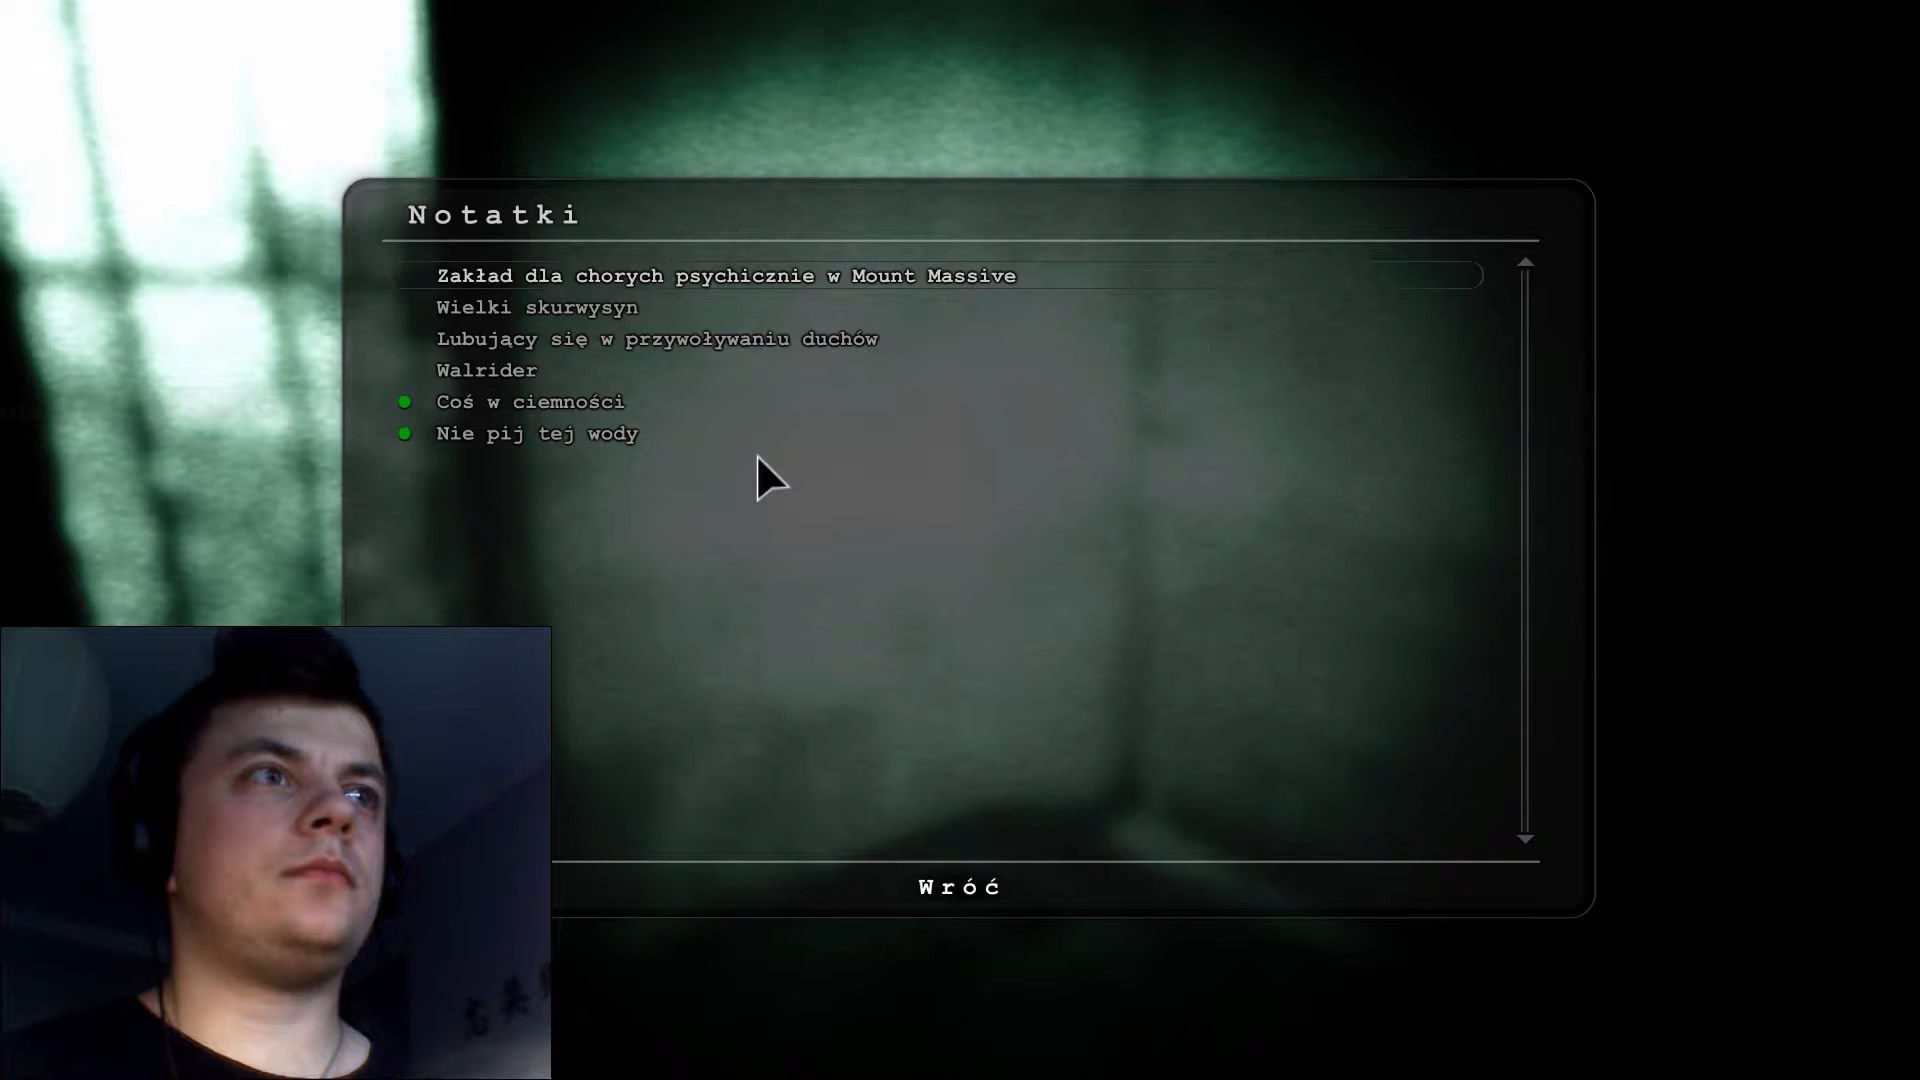 Notatki
Zakład dla chorych psychicznie w Mount Massive
Wielki skurwysyn
Lubujący się w przywoływaniu duchów
Walrider
Coś w ciemności
Nie pij tej wody
Wróć